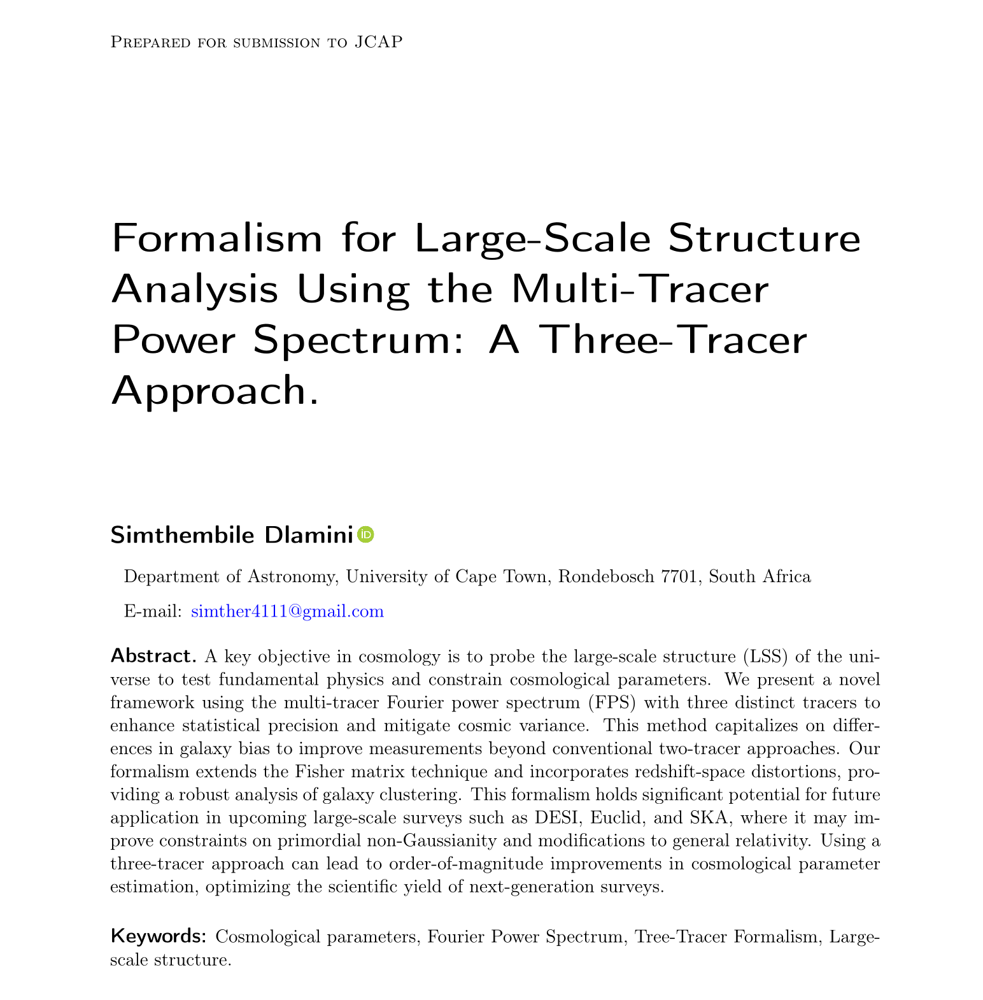 PREPARED FOR SUBMISSION TO JCAP
Formalism for Large-Scale Structure
Analysis Using the Multi-Tracer
Power Spectrum: A Three-Tracer
Approach.
Simthembile Dlamini iD
Department of Astronomy, University of Cape Town, Rondebosch 7701, South Africa
E-mail: simther4111@gmail.com
Abstract. A key objective in cosmology is to probe the large-scale structure (LSS) of the uni-
verse to test fundamental physics and constrain cosmological parameters. We present a novel
framework using the multi-tracer Fourier power spectrum (FPS) with three distinct tracers to
enhance statistical precision and mitigate cosmic variance. This method capitalizes on differ-
ences in galaxy bias to improve measurements beyond conventional two-tracer approaches. Our
formalism extends the Fisher matrix technique and incorporates redshift-space distortions, pro-
viding a robust analysis of galaxy clustering. This formalism holds significant potential for future
application in upcoming large-scale surveys such as DESI, Euclid, and SKA, where it may im-
prove constraints on primordial non-Gaussianity and modifications to general relativity. Using a
three-tracer approach can lead to order-of-magnitude improvements in cosmological parameter
estimation, optimizing the scientific yield of next-generation surveys.
Keywords: Cosmological parameters, Fourier Power Spectrum, Tree-Tracer Formalism, Large-
scale structure.